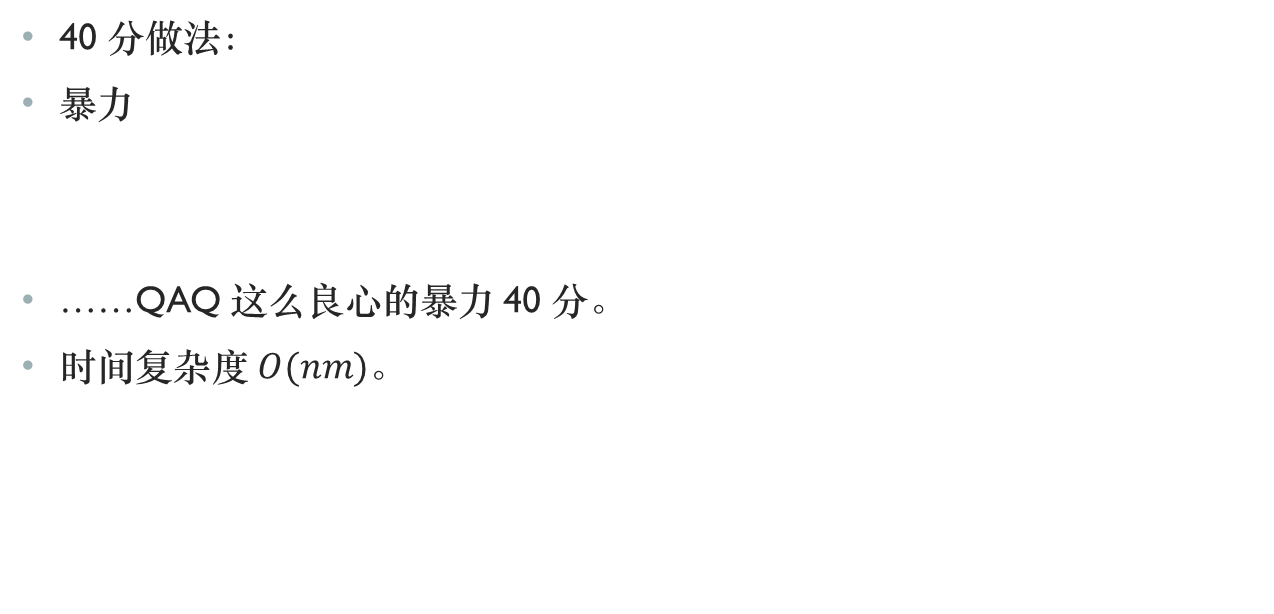 • 40 分做法：
• 暴力
• ……QAQ 这么良心的暴力 40 分。
• 时间复杂度 O(nm)。